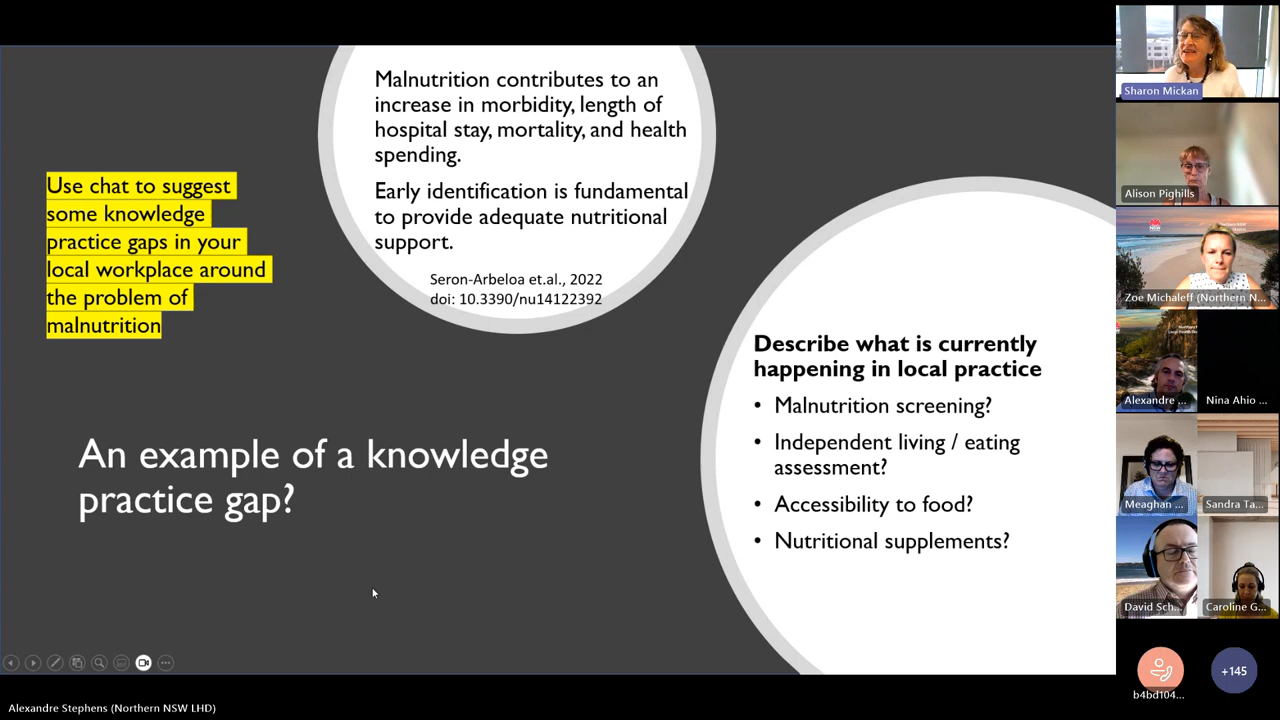 Malnutrition contributes to an
increase in morbidity, length of
hospital stay, mortality, and health
spending.
Early identification is fundamental
to provide adequate nutritional
support.
Seron-Arbeloa et.al., 2022
doi: 10.3390/nu14122392
Use chat to suggest
some knowledge
practice gaps in your
local workplace around
the problem of
malnutrition
An example of a knowledge
practice gap?
Describe what is currently
happening in local practice
• Malnutrition screening?
• Independent living / eating
assessment?
• Accessibility to food?
• Nutritional supplements?
Sharon Mickan
Alison Pighills
Zoe Michaleff (Northern N...
Alexandre ...
Nina Ahio ...
Meaghan ...
Sandra Ta...
David Sch...
Caroline G...
b4bd104...
+145
Alexandre Stephens (Northern NSW LHD)